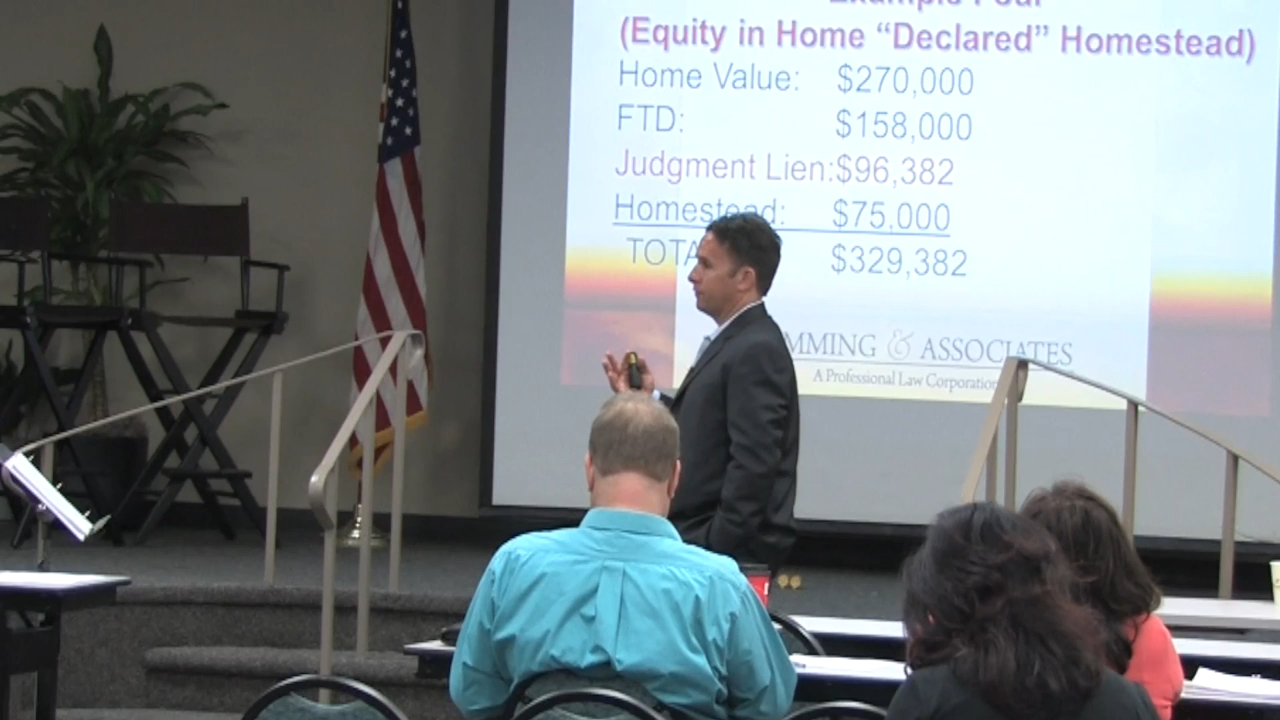 (Equity in Home “Declared” Homestead)
Home Value: $270,000
FTD: $158,000
Judgment Lien:$96,382
Homestead: $75,000
$329,382
& ASSOCIATES
A Professional Law